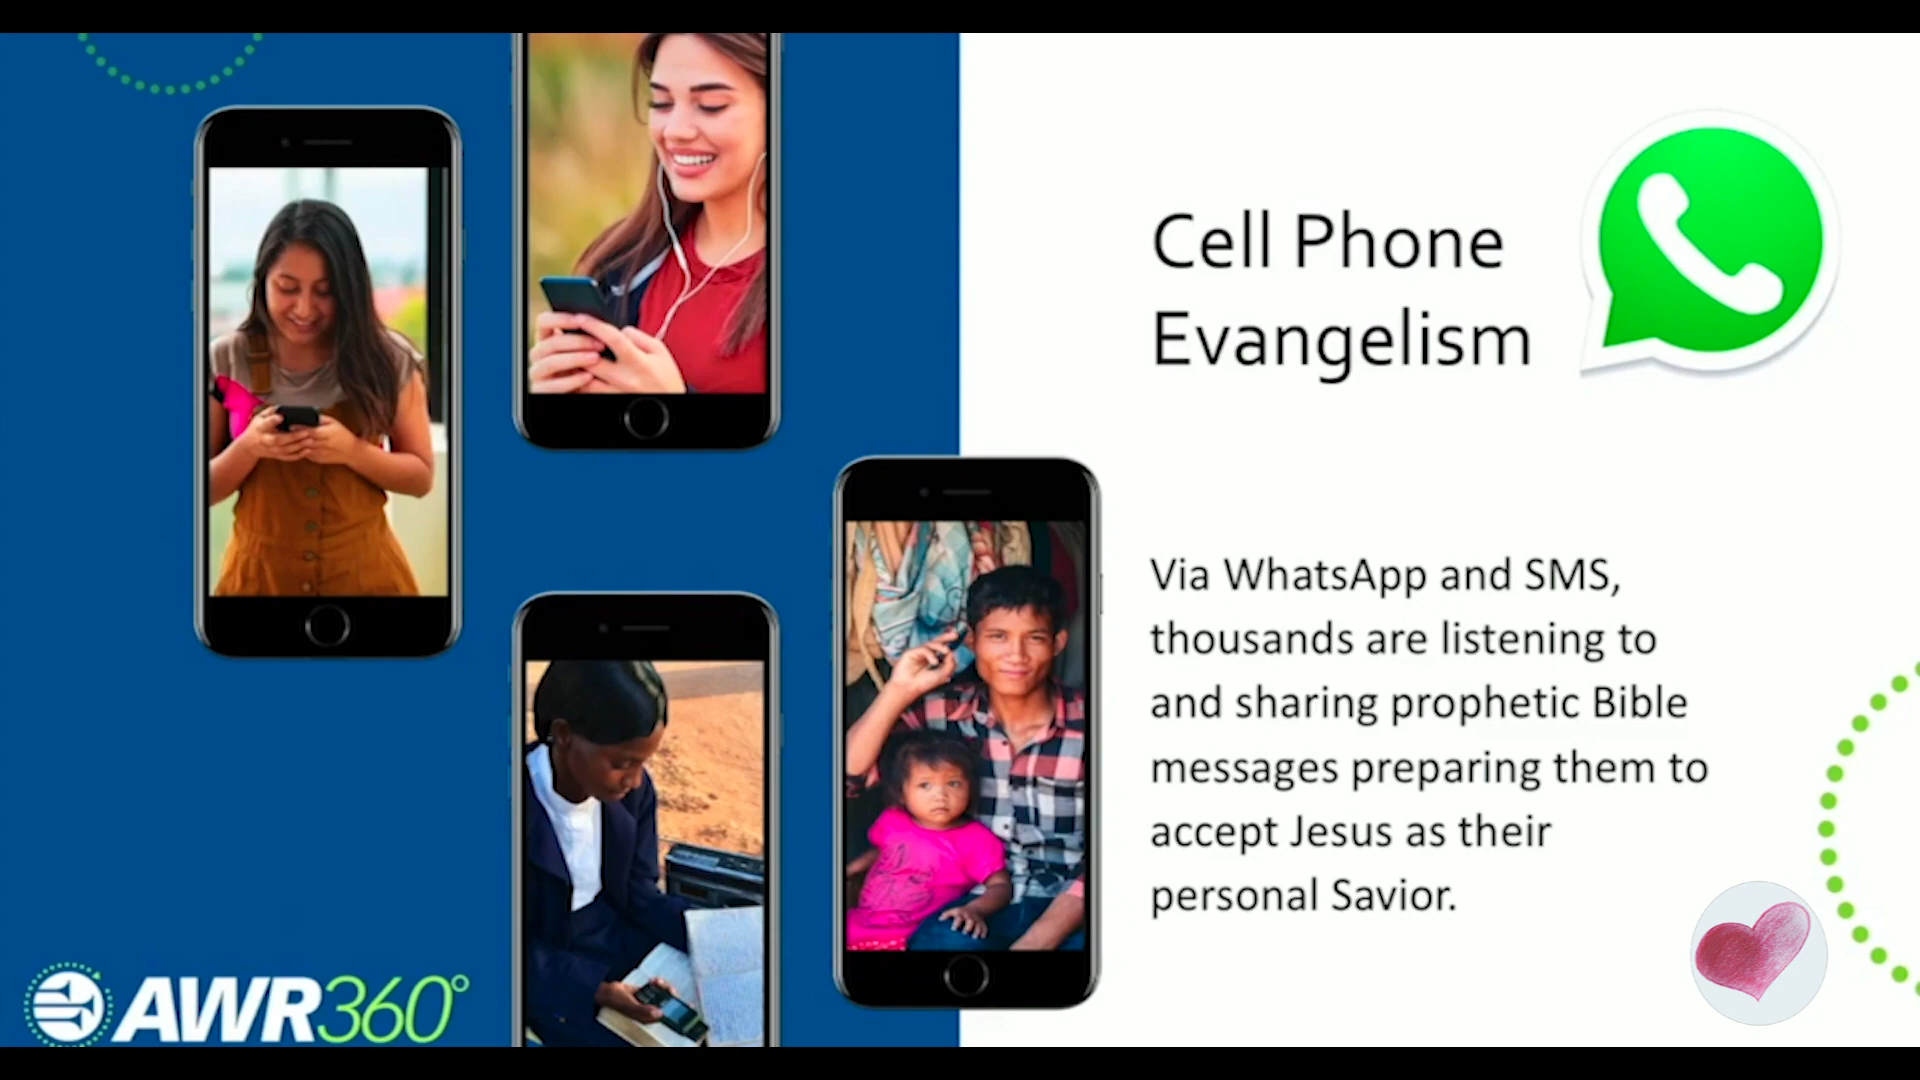 Cell Phone
Evangelism
Via WhatsApp and SMS,
thousands are listening to
and sharing prophetic Bible
messages preparing them to
accept Jesus as their
personal Savior.
AWR360°